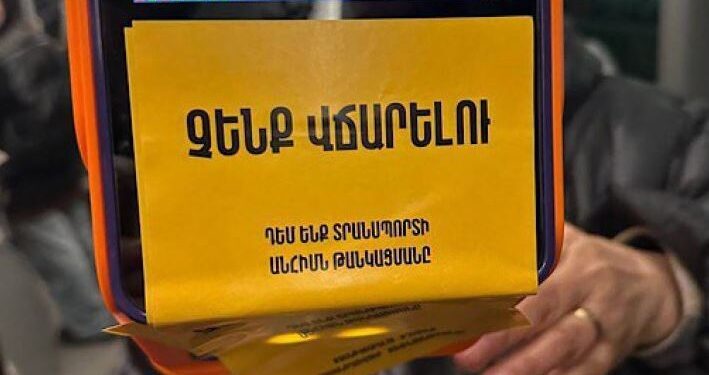 ՉԵՆՔ ՎՃԱՐԵԼՈՒ
ԴԵՄ ԵՆՔ ՏՐԱՆՍՊՈՐՏԻ
ԱՆՀԻՄՆ ԹԱՆԿԱՑՄԱՆԸ